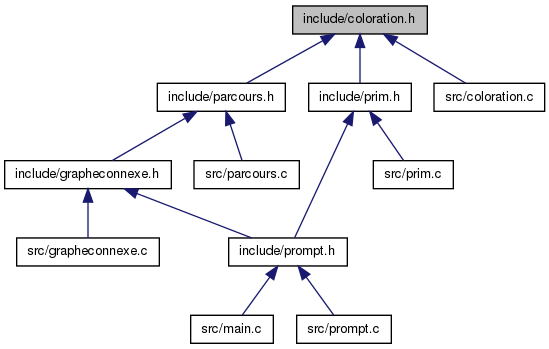 include/coloration.h
include/parcours.h
include/prim.h
src/coloration.c
include/grapheconnexe.h
src/parcours.c
src/prim.c
src/grapheconnexe.c
include/prompt.h
src/main.c
src/prompt.c